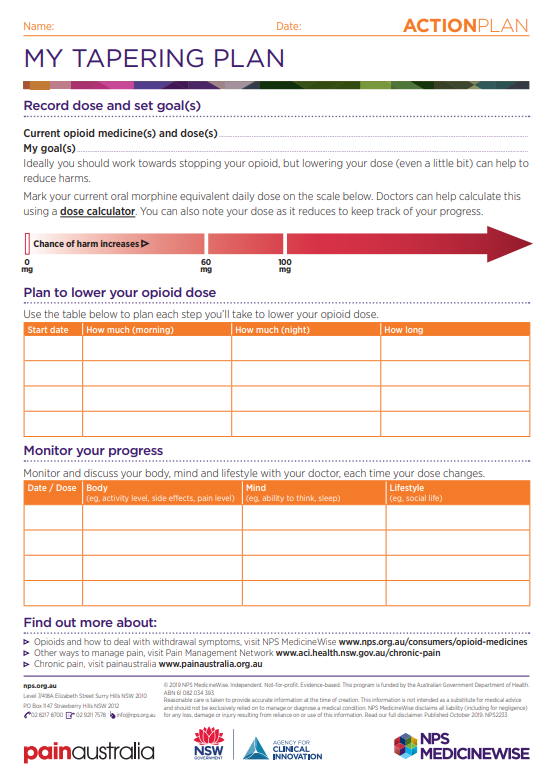 Name: Date: ACTIONPLAN
MY TAPERING PLAN
Record dose and set goal(s)
Current opioid medicine(s) and dose(s)
My goal(s)
Ideally you should work towards stopping your opioid, but lowering your dose (even a little bit) can help to
reduce harms.
Mark your current oral morphine equivalent daily dose on the scale below. Doctors can help calculate this
using a dose calculator. You can also note your dose as it reduces to keep track of your progress.
Chance of harm increases
0 60 100
mg mg mg
Plan to lower your opioid dose
Use the table below to plan each step you'll take to lower your opioid dose.
Start date How much (morning) How much (night) How long
Monitor your progress
Monitor and discuss your body, mind and lifestyle with your doctor, each time your dose changes.
Date / Dose Body Mind Lifestyle
(eg, activity level, side effects, pain level) (eg, ability to think, sleep) (eg, social life)
Find out more about:
Opioids and how to deal with withdrawal symptoms, visit NPS MedicineWise www.nps.org.au/consumers/opioid-medicines
Other ways to manage pain, visit Pain Management Network www.aci.health.nsw.gov.au/chronic-pain
Chronic pain, visit painaustralia www.painaustralia.org.au
nps.org.au
Level 7/418A Elizabeth Street Surry Hills NSW 2010
PO Box 1147 Strawberry Hills NSW 2012
02 8217 8700 02 9211 7578 info@nps.org.au
© 2019 NPS MedicineWise. Independent. Not-for-profit. Evidence-based. This program is funded by the Australian Government Department of Health.
ABN 61 082 034 393
Reasonable care is taken to provide accurate information at the time of creation. This information is not intended as a substitute for medical advice
and should not be exclusively relied on to manage or diagnose a medical condition. NPS MedicineWise disclaims all liability (including for negligence)
for any loss, damage or injury resulting from reliance on or use of this information. Read our full disclaimer. Published October 2019. NPS2233
painaustralia
NSW
GOVERNMENT
AGENCY FOR
CLINICAL
INNOVATION
NPS
MEDICINEWISE